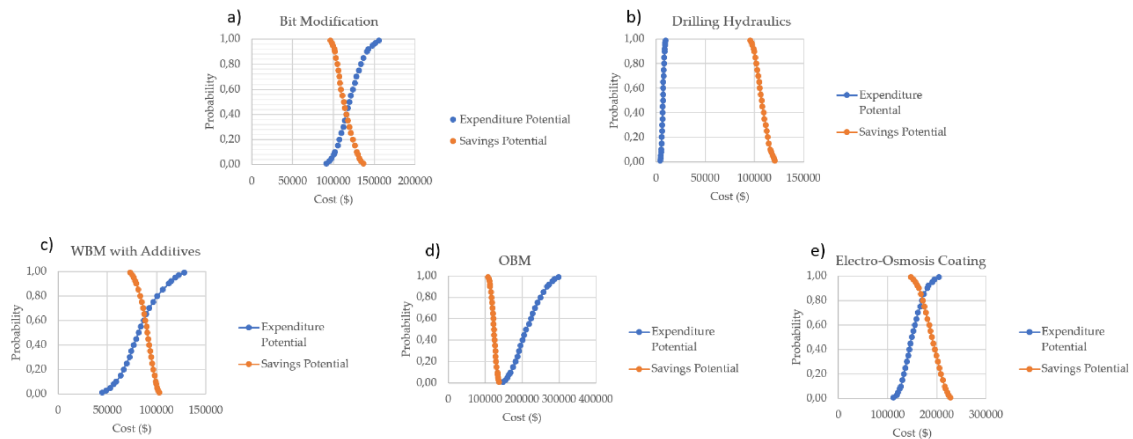 a)
Bit Modification
1,00
0,80
0,60
0,40
0,20
0,00
Probability
0
50000
100000
150000
200000
Cost ($)
Expenditure Potential
Savings Potential
b)
Drilling Hydraulics
1,00
0,80
0,60
0,40
0,20
0,00
Probability
0
50000
100000
150000
Cost ($)
Expenditure
Potental
Savings Potential
c)
WBM with Additives
1,00
0,80
0,60
0,40
0,20
0,00
Probability
0
50000
100000
150000
Cost ($)
Expenditure
Potential
Savings Potential
d)
OBM
1,00
0,80
0,60
0,40
0,20
0,00
Probability
0
100000
200000
300000
400000
Cost ($)
Expenditure
Potential
Savings Potential
e)
Electro-Osmosis Coating
1,00
0,80
0,60
0,40
0,20
0,00
Probability
0
100000
200000
300000
Cost ($)
Expenditure
Potential
Savings Potential